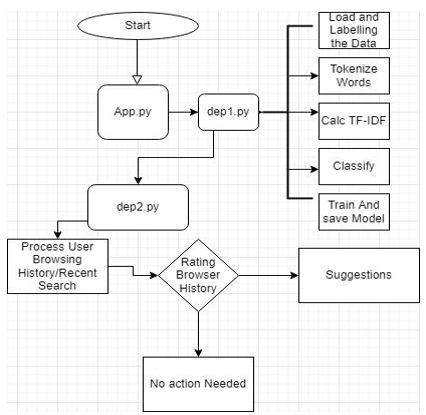 Start
Load and
Labelling
the Data
Tokenize
Words
App.py
dep1.py
Calc TF-IDF
Classify
dep2.py
Train And
save Model
Process User
Browsing
History/Recent
Search
Rating
Browser
History
Suggestions
No action Needed